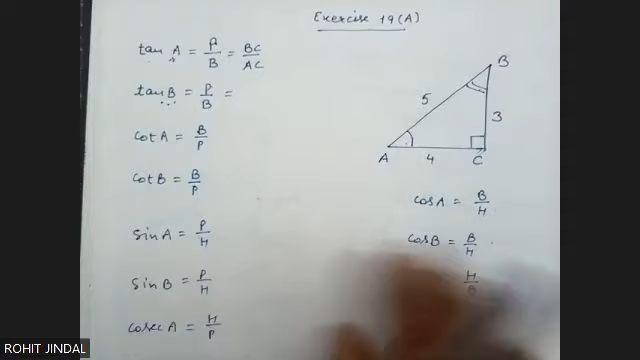 Exercise 19(A)
tan A = P/B = BC/AC
tan B = P/B =
cot A = B/P
cot B = B/P
sin A = P/H
sin B = P/H
cosec A = H/P
B
5
3
A
4
C
cos A = B/H
cos B = B/H
H/B
ROHIT JINDAL